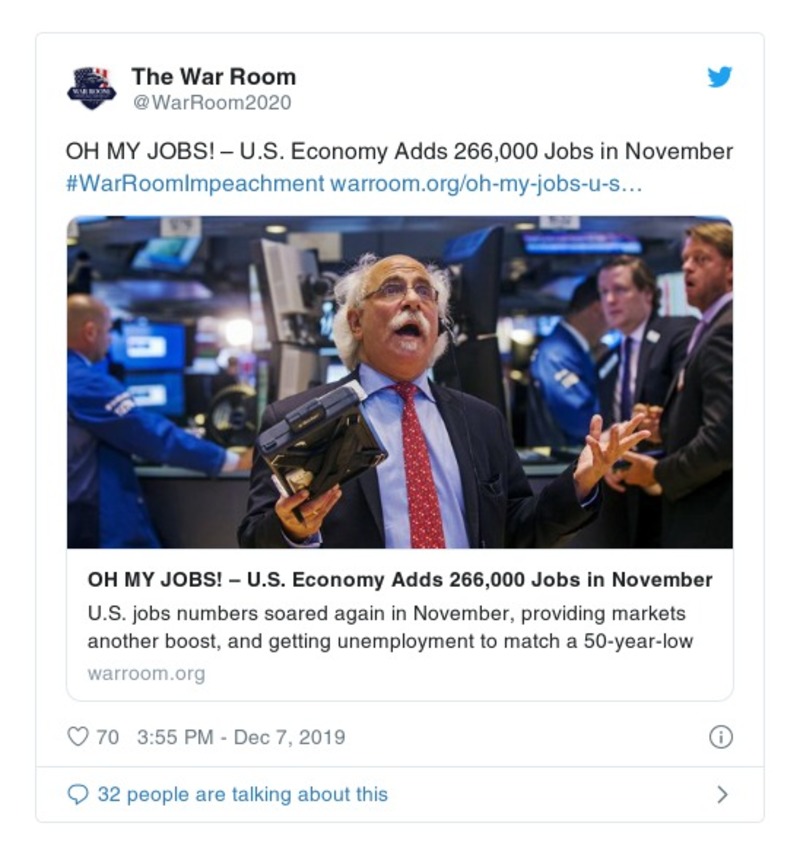 The War Room
@WarRoom2020
OH MY JOBS! – U.S. Economy Adds 266,000 Jobs in November
#WarRoomImpeachment warroom.org/oh-my-jobs-u-s…
OH MY JOBS! – U.S. Economy Adds 266,000 Jobs in November
U.S. jobs numbers soared again in November, providing markets
another boost, and getting unemployment to match a 50-year-low
warroom.org
70 3:55 PM - Dec 7, 2019
32 people are talking about this